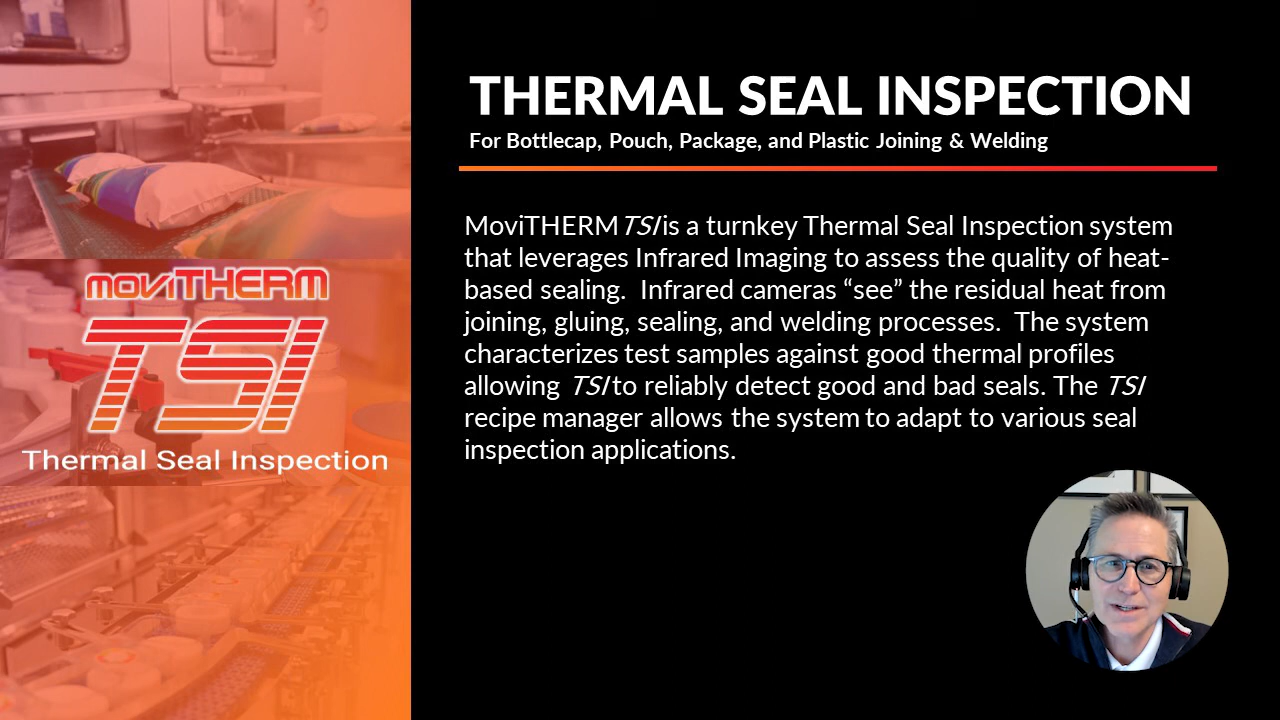 moviTHERM
TSI
Thermal Seal Inspection
THERMAL SEAL INSPECTION
For Bottlecap, Pouch, Package, and Plastic Joining & Welding
MoviTHERM TSI is a turnkey Thermal Seal Inspection system
that leverages Infrared Imaging to assess the quality of heat-
based sealing.  Infrared cameras “see” the residual heat from
joining, gluing, sealing, and welding processes.  The system
characterizes test samples against good thermal profiles
allowing TSI to reliably detect good and bad seals. The TSI
recipe manager allows the system to adapt to various seal
inspection applications.